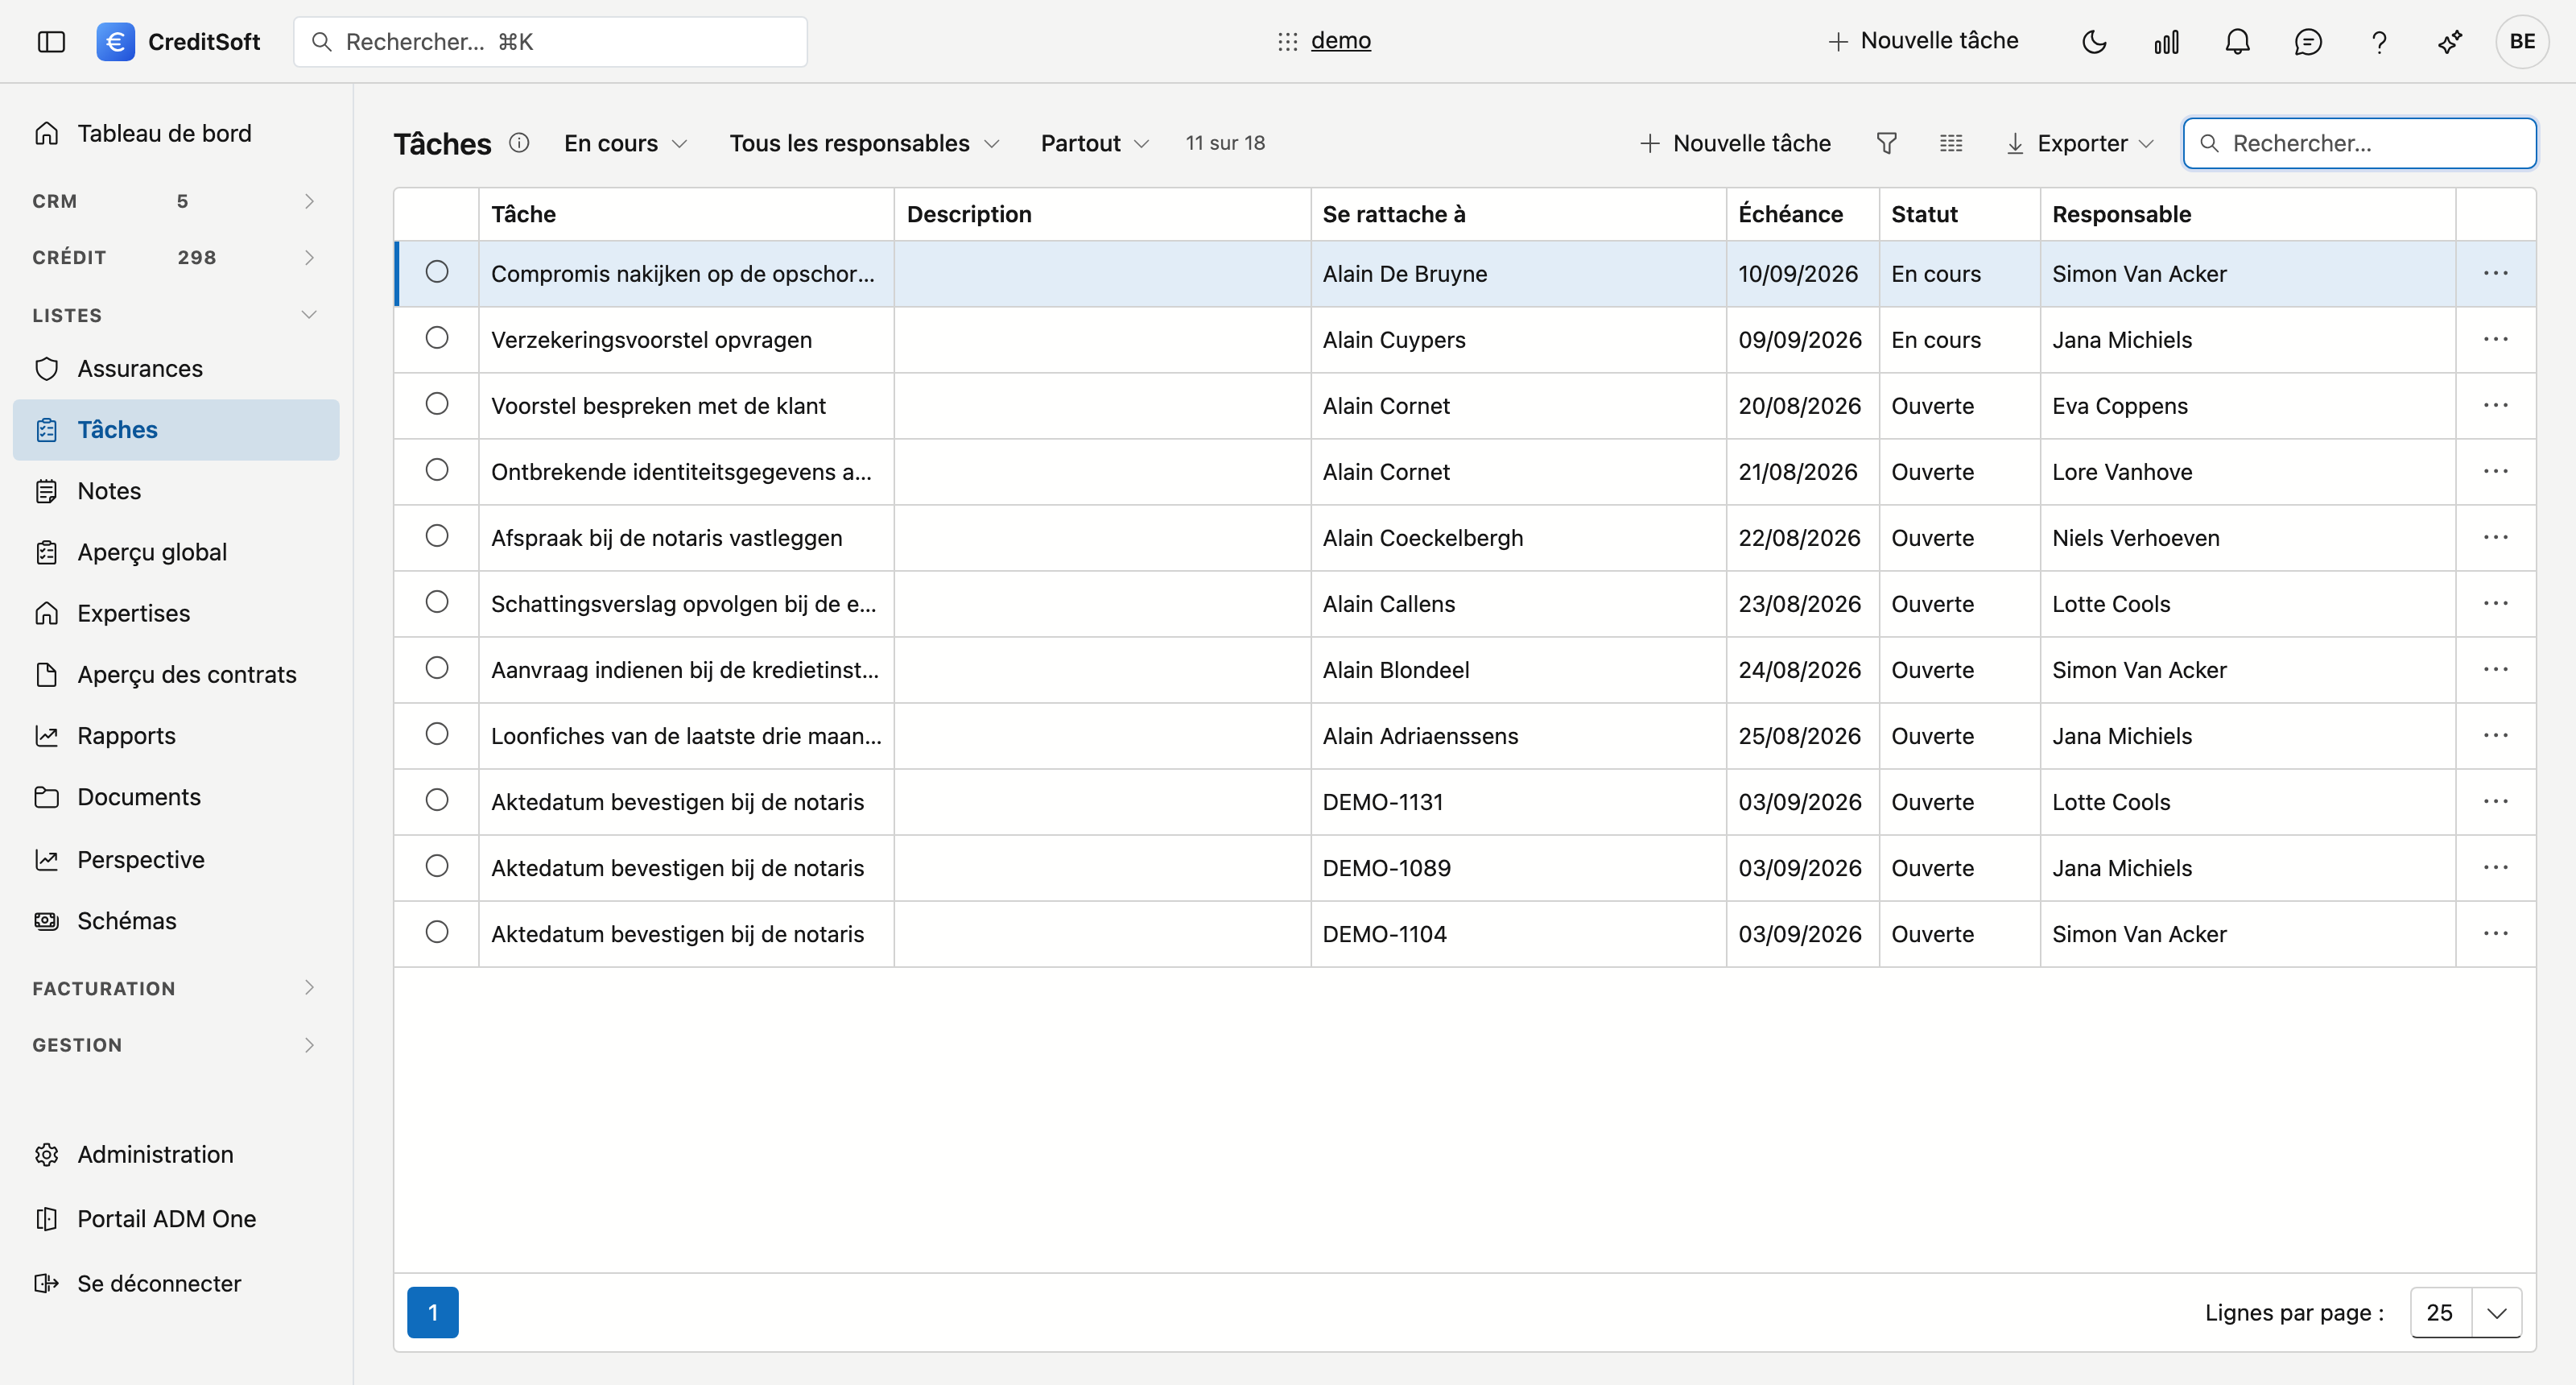 CreditSoft
Rechercher... ⌘K
demo
Nouvelle tâche
BE
Tableau de bord
CRM 5
CRÉDIT 298
LISTES
Assurances
Tâches
Notes
Aperçu global
Expertises
Aperçu des contrats
Rapports
Documents
Perspective
Schémas
FACTURATION
GESTION
Administration
Portail ADM One
Se déconnecter
Tâches En cours Tous les responsables Partout 11 sur 18 Nouvelle tâche Exporter Rechercher...
Tâche Description Se rattache à Échéance Statut Responsable
Compromis nakijken op de opschor... Alain De Bruyne 10/09/2026 En cours Simon Van Acker
Verzekeringsvoorstel opvragen Alain Cuypers 09/09/2026 En cours Jana Michiels
Voorstel bespreken met de klant Alain Cornet 20/08/2026 Ouverte Eva Coppens
Ontbrekende identiteitsgegevens a... Alain Cornet 21/08/2026 Ouverte Lore Vanhove
Afspraak bij de notaris vastleggen Alain Coeckelbergh 22/08/2026 Ouverte Niels Verhoeven
Schattingsverslag opvolgen bij de e... Alain Callens 23/08/2026 Ouverte Lotte Cools
Aanvraag indienen bij de kredietinst... Alain Blondeel 24/08/2026 Ouverte Simon Van Acker
Loonfiches van de laatste drie maan... Alain Adriaenssens 25/08/2026 Ouverte Jana Michiels
Aktedatum bevestigen bij de notaris DEMO-1131 03/09/2026 Ouverte Lotte Cools
Aktedatum bevestigen bij de notaris DEMO-1089 03/09/2026 Ouverte Jana Michiels
Aktedatum bevestigen bij de notaris DEMO-1104 03/09/2026 Ouverte Simon Van Acker
1
Lignes par page : 25